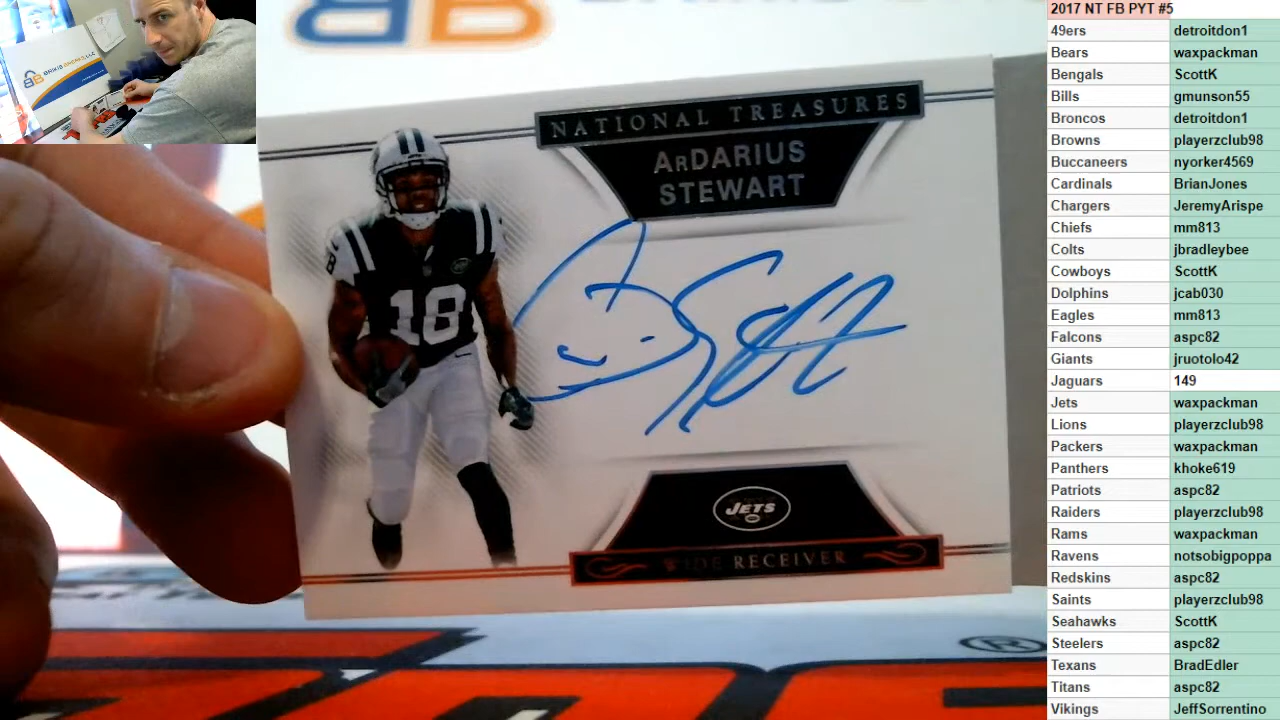 NATIONAL TREASURES
ARDARIUS
STEWART
18
JETS
WIDE RECEIVER
®
2017 NT FB PYT #5
49ers detroitdon1
Bears waxpackman
Bengals ScottK
Bills gmunson55
Broncos detroitdon1
Browns playerzclub98
Buccaneers nyorker4569
Cardinals BrianJones
Chargers JeremyArispe
Chiefs mm813
Colts jbradleybee
Cowboys ScottK
Dolphins jcab030
Eagles mm813
Falcons aspc82
Giants jruotolo42
Jaguars 149
Jets waxpackman
Lions playerzclub98
Packers waxpackman
Panthers khoke619
Patriots aspc82
Raiders playerzclub98
Rams waxpackman
Ravens notsobigpoppa
Redskins aspc82
Saints playerzclub98
Seahawks ScottK
Steelers aspc82
Texans BradEdler
Titans aspc82
Vikings JeffSorrentino